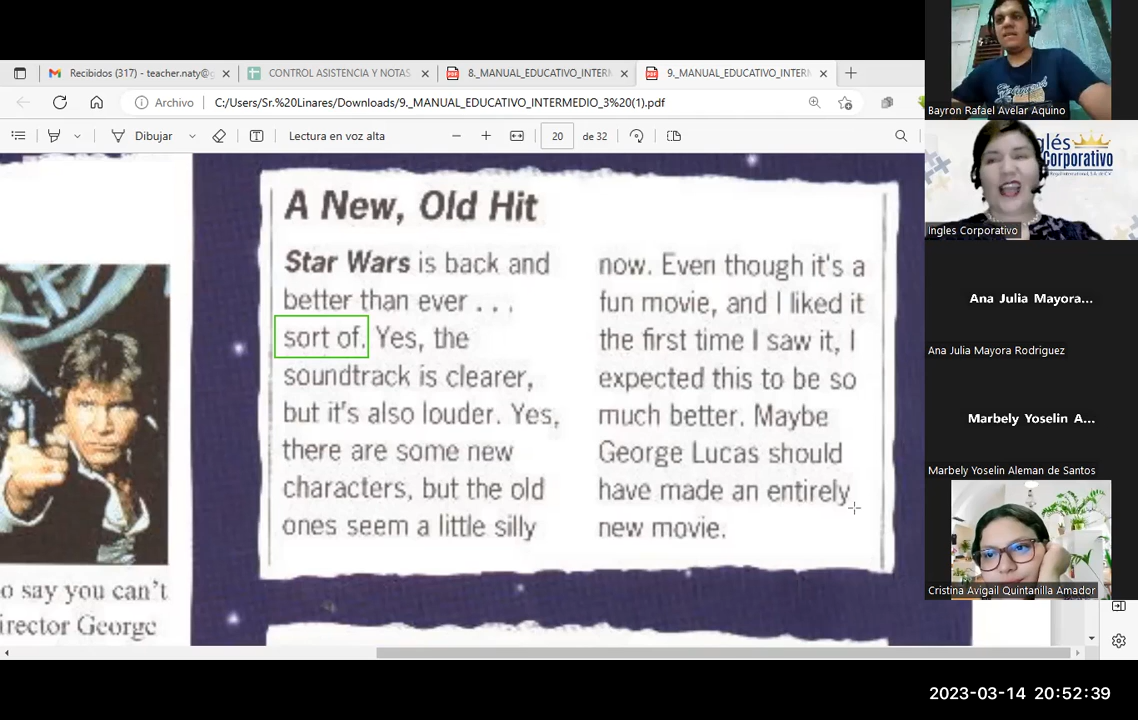 Recibidos (317) - teacher.naty@g
CONTROL ASISTENCIA Y NOTAS
8._MANUAL_EDUCATIVO_INTERM
9._MANUAL_EDUCATIVO_INTERM
Archivo
C:/Users/Sr.%20Linares/Downloads/9._MANUAL_EDUCATIVO_INTERMEDIO_3%20(1).pdf
Dibujar
Lectura en voz alta
20
de 32
A New, Old Hit
Star Wars is back and
better than ever . . .
sort of. Yes, the
soundtrack is clearer,
but it's also louder. Yes,
there are some new
characters, but the old
ones seem a little silly
now. Even though it's a
fun movie, and I liked it
the first time I saw it, I
expected this to be so
much better. Maybe
George Lucas should
have made an entirely
new movie.
o say you can't
irector George
Bayron Rafael Avelar Aquino
glés
Corporativo
Ingles Corporativo
Ana Julia Mayora...
Ana Julia Mayora Rodriguez
Marbely Yoselin A...
Marbely Yoselin Aleman de Santos
Cristina Avigail Quintanilla Amador
2023-03-14 20:52:39